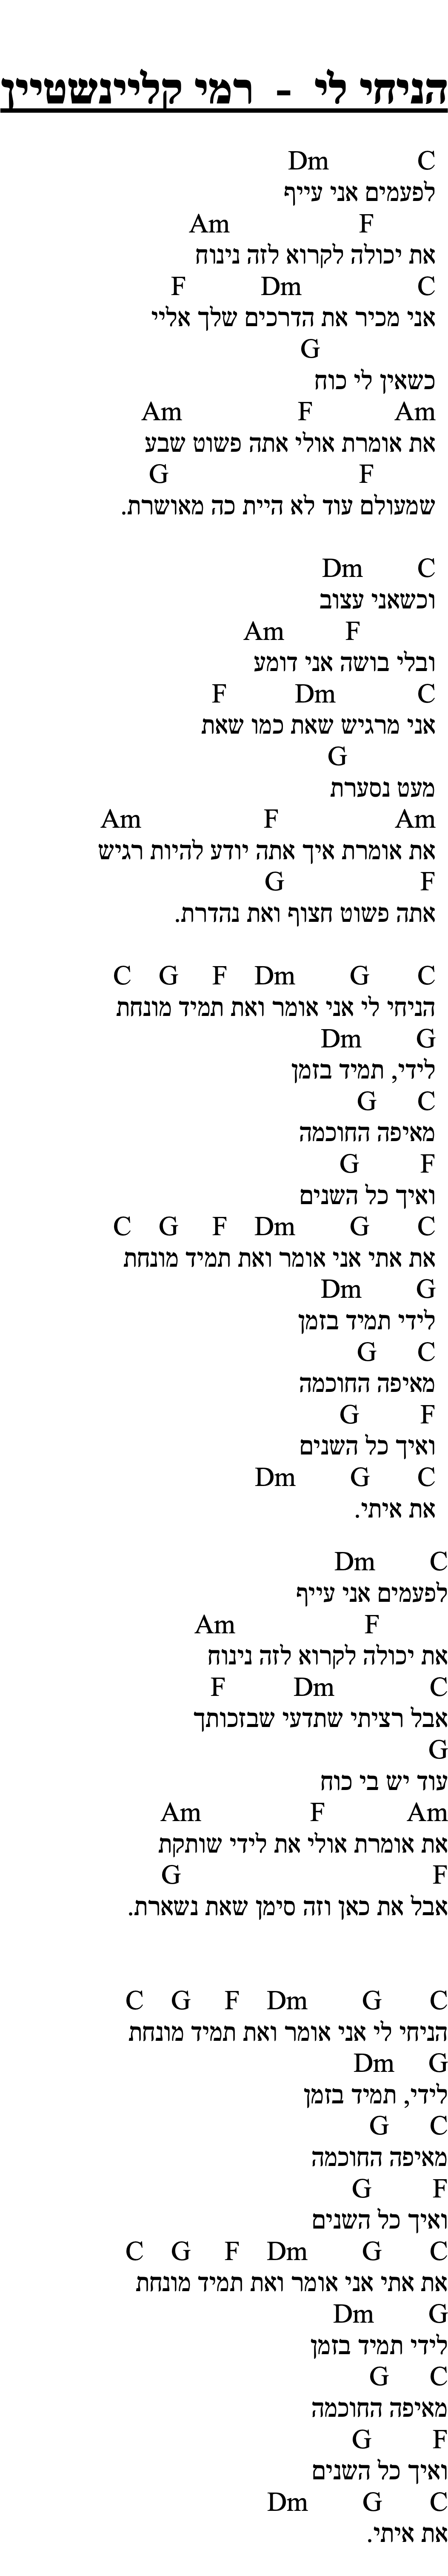 הניחי לי - רמי קליינשטיין
C Dm
לפעמים אני עייף
F Am
את יכולה לקרוא לזה נינוח
C Dm F
אני מכיר את הדרכים שלך אליי
G
כשאין לי כוח
Am F Am
את אומרת אולי אתה פשוט שבע
F G
שמעולם עוד לא היית כה מאושרת.
C Dm
וכשאני עצוב
F Am
ובלי בושה אני דומע
C Dm F
אני מרגיש שאת כמו שאת
G
מעט נסערת
Am F Am
את אומרת איך אתה יודע להיות רגיש
F G
אתה פשוט חצוף ואת נהדרת.
C G Dm F G C
הניחי לי אני אומר ואת תמיד מונחת
G Dm
לידי, תמיד בזמן
C G
מאיפה החוכמה
F G
ואיך כל השנים
C G Dm F G C
את אתי אני אומר ואת תמיד מונחת
G Dm
לידי תמיד בזמן
C G
מאיפה החוכמה
F G
ואיך כל השנים
C G Dm
את איתי.
C Dm
לפעמים אני עייף
F Am
את יכולה לקרוא לזה נינוח
C Dm F
אבל רציתי שתדעי שבזכותך
G
עוד יש בי כוח
Am F Am
את אומרת אולי את לידי שותקת
F G
אבל את כאן וזה סימן שאת נשארת.
C G Dm F G C
הניחי לי אני אומר ואת תמיד מונחת
G Dm
לידי, תמיד בזמן
C G
מאיפה החוכמה
F G
ואיך כל השנים
C G Dm F G C
את אתי אני אומר ואת תמיד מונחת
G Dm
לידי תמיד בזמן
C G
מאיפה החוכמה
F G
ואיך כל השנים
C G Dm
את איתי.